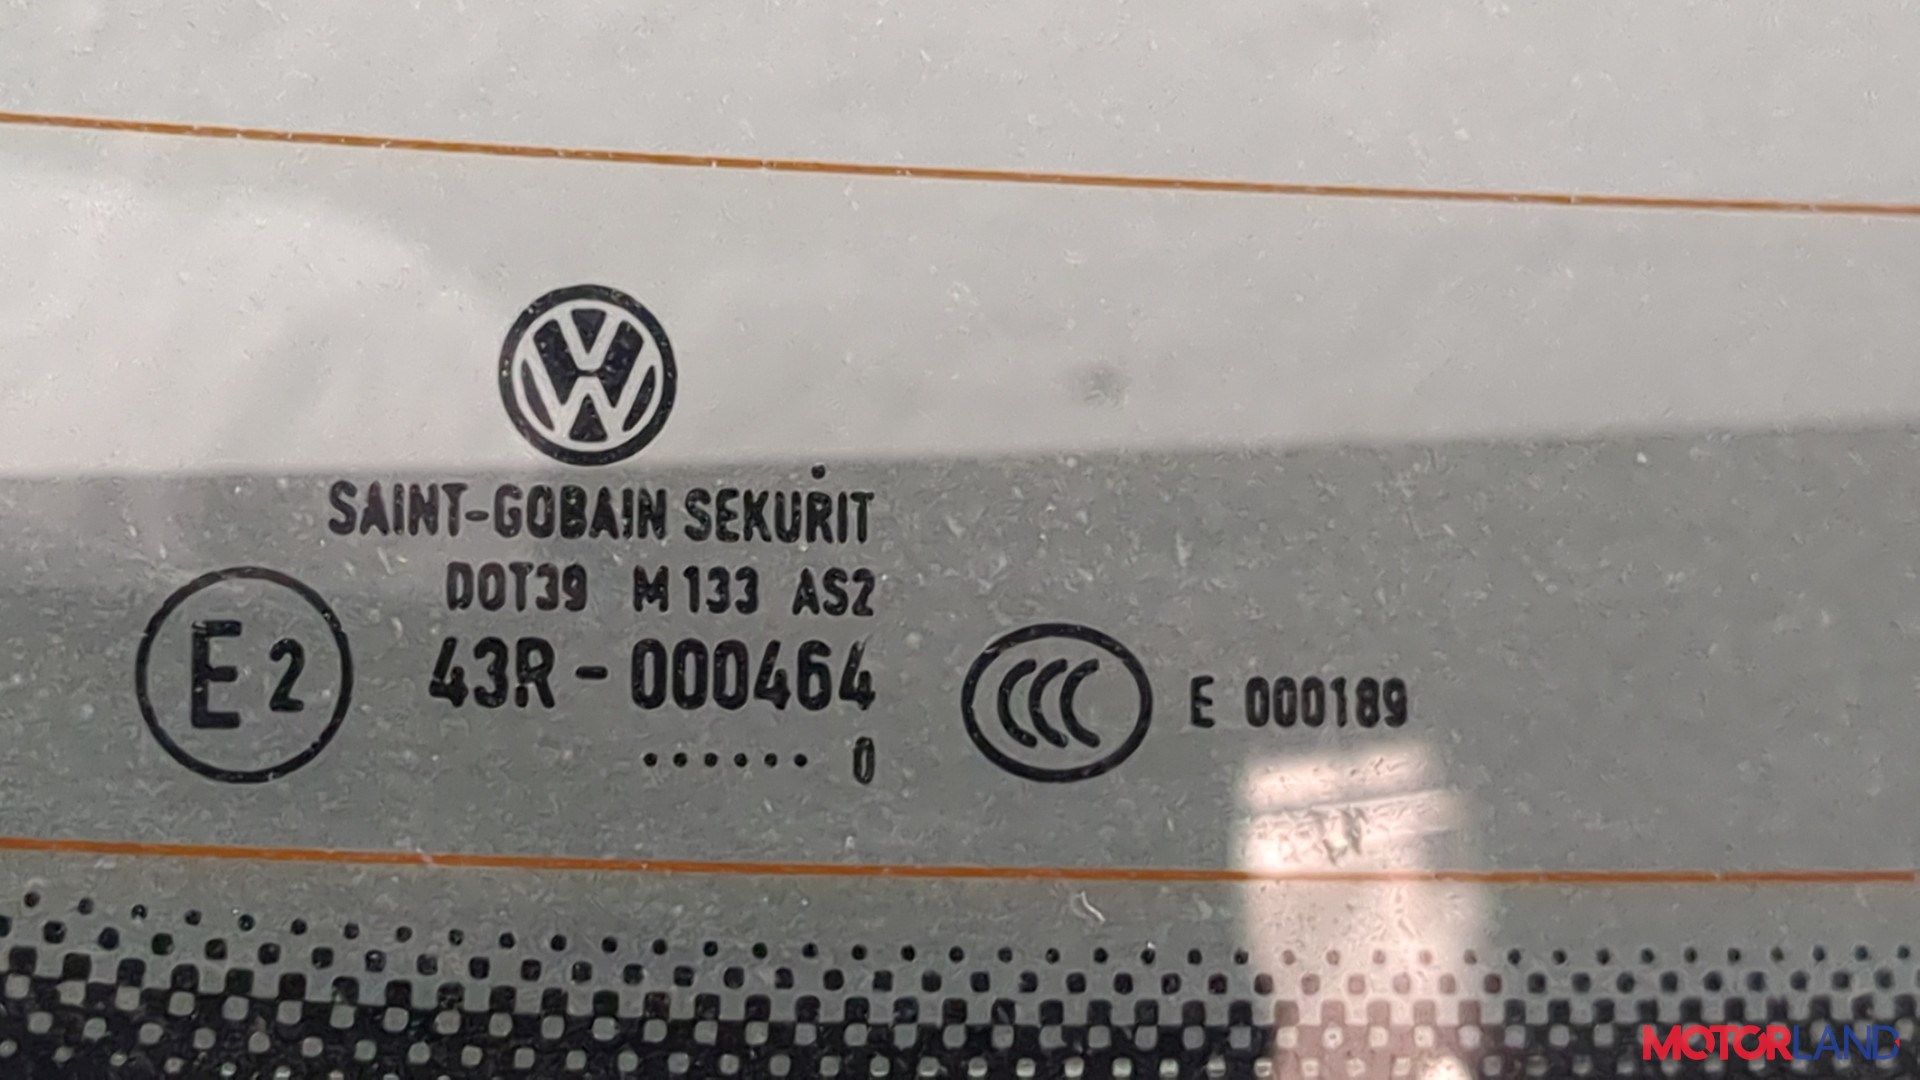 SAINT-GOBAIN SEKURIT
DOT39 M133 AS2
E2 43R-000464
CCC E 000189
...... 0
MOTORLAND